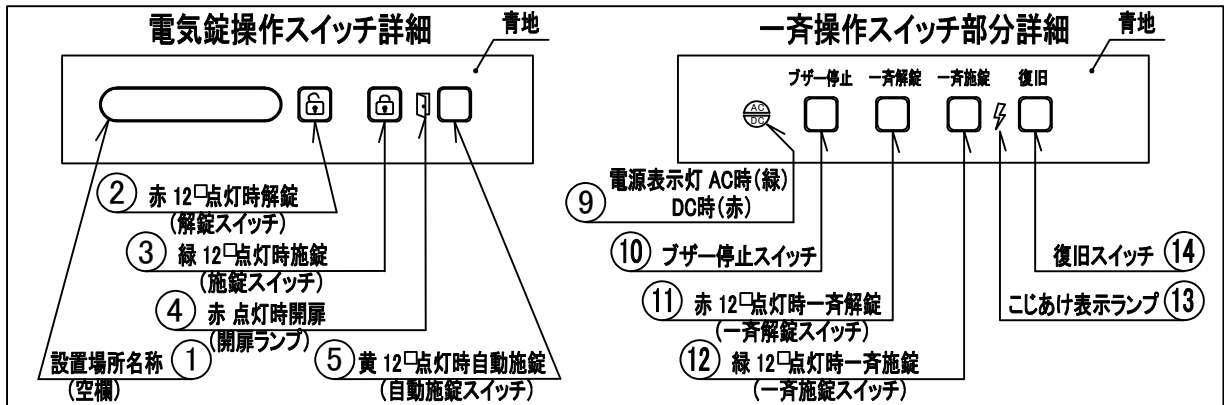 電気錠操作スイッチ詳細
青地
② 赤 12□点灯時解錠
(解錠スイッチ)
③ 緑 12□点灯時施錠
(施錠スイッチ)
④ 赤 点灯時開扉
(開扉ランプ)
設置場所名称 ①
(空欄)
⑤ 黄 12□点灯時自動施錠
(自動施錠スイッチ)
一斉操作スイッチ部分詳細
青地
ブザー停止 一斉解錠 一斉施錠 復旧
AC
DC
⑨ 電源表示灯 AC時(緑)
DC時(赤)
⑩ ブザー停止スイッチ
復旧スイッチ ⑭
⑪ 赤 12□点灯時一斉解錠
(一斉解錠スイッチ)
こじあけ表示ランプ ⑬
⑫ 緑 12□点灯時一斉施錠
(一斉施錠スイッチ)